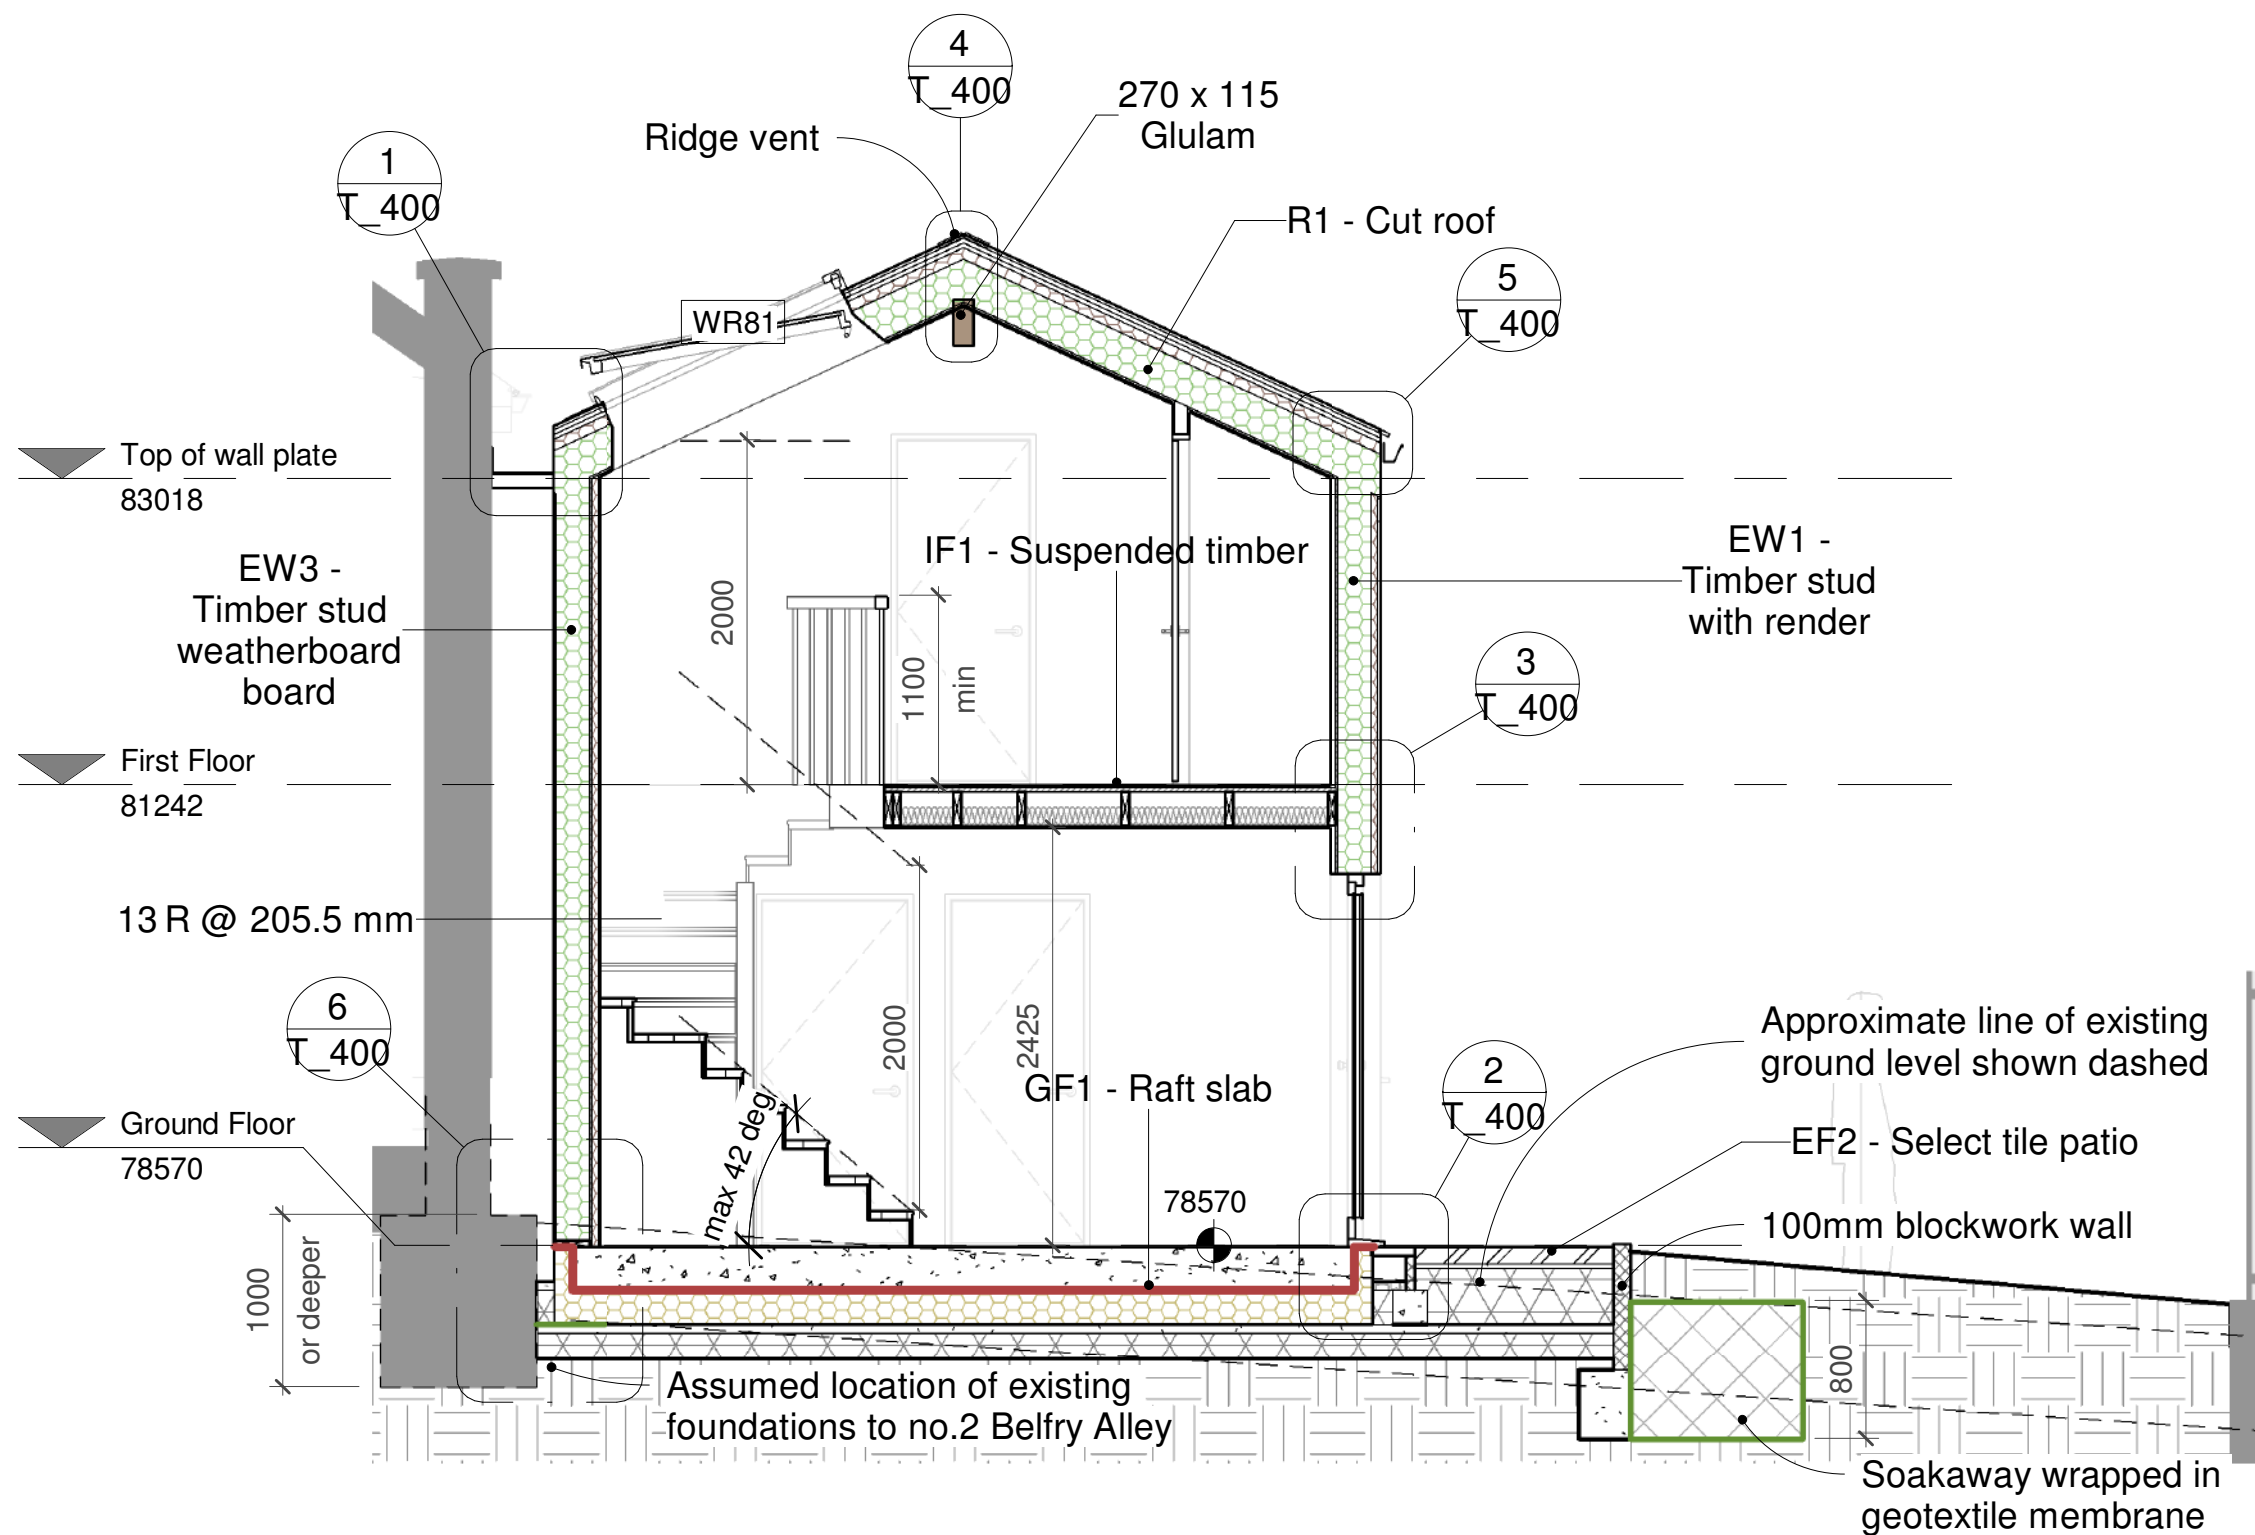 4
T_400
270 x 115
Glulam
Ridge vent
1
T_400
R1 - Cut roof
5
T_400
WR81
Top of wall plate
83018
EW3 -
Timber stud
weatherboard
board
2000
1100
min
IF1 - Suspended timber
EW1 -
Timber stud
with render
3
T_400
First Floor
81242
13 R @ 205.5 mm
6
T_400
Ground Floor
78570
1000
or deeper
max 42 deg
2000
2425
GF1 - Raft slab
78570
2
T_400
Approximate line of existing
ground level shown dashed
EF2 - Select tile patio
100mm blockwork wall
800
Assumed location of existing
foundations to no.2 Belfry Alley
Soakaway wrapped in
geotextile membrane